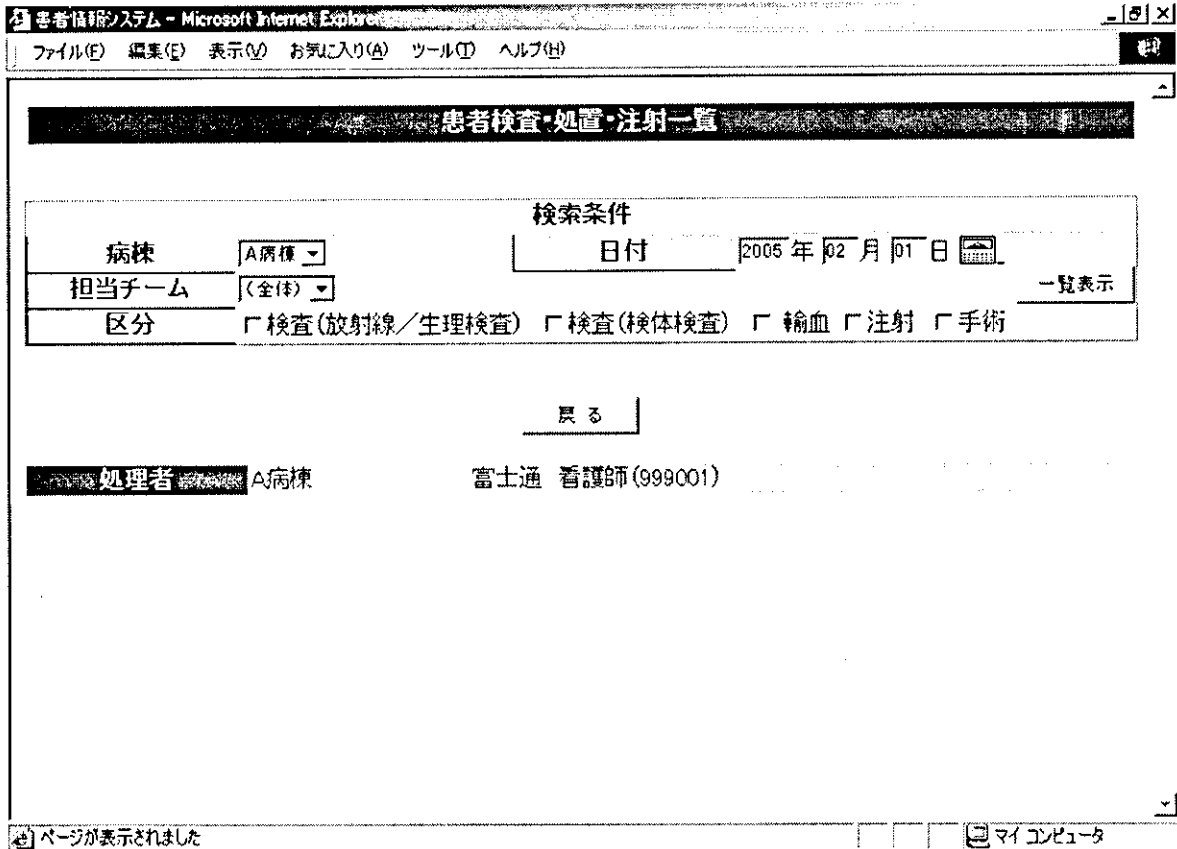 患者情報システム - Microsoft Internet Explorer
ファイル(F) 編集(E) 表示(V) お気に入り(A) ツール(T) ヘルプ(H)
患者検査・処置・注射一覧
検索条件
病棟 A病棟 日付 2005 年 02 月 01 日
担当チーム (全体) 一覧表示
区分 検査(放射線/生理検査) 検査(検体検査) 輸血 注射 手術
戻る
処理者 A病棟 富士通 看護師(999001)
ページが表示されました マイ コンピュータ